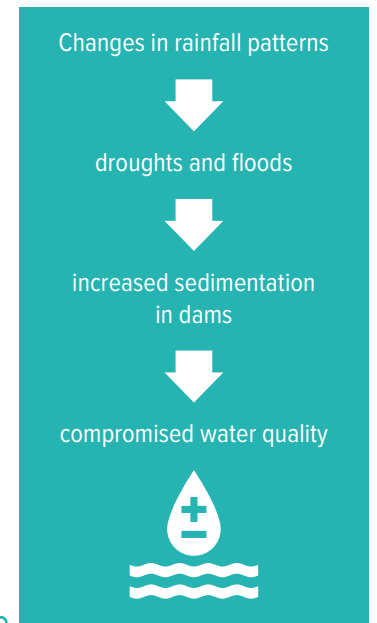 Changes in rainfall patterns
droughts and floods
increased sedimentation
in dams
compromised water quality